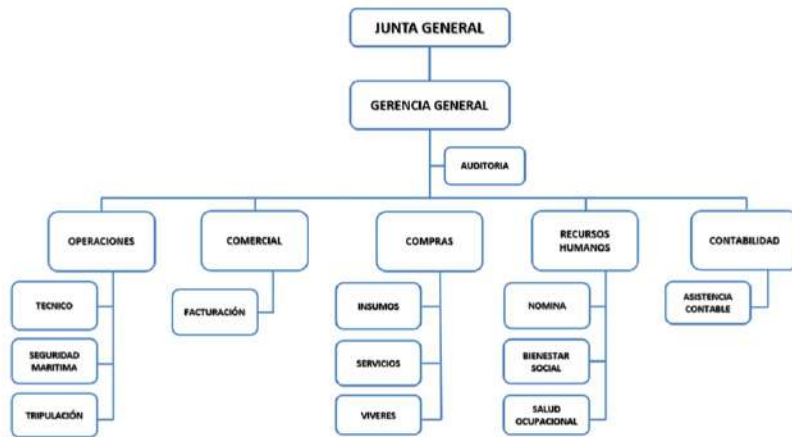 JUNTA GENERAL
GERENCIA GENERAL
AUDITORIA
OPERACIONES
COMERCIAL
COMPRAS
RECURSOS
HUMANOS
CONTABILIDAD
TECNICO
FACTURACIÓN
INSUMOS
NOMINA
ASISTENCIA
CONTABLE
SEGURIDAD
MARITIMA
SERVICIOS
BIENESTAR
SOCIAL
TRIPULACIÓN
VIVERES
SALUD
OCUPACIONAL